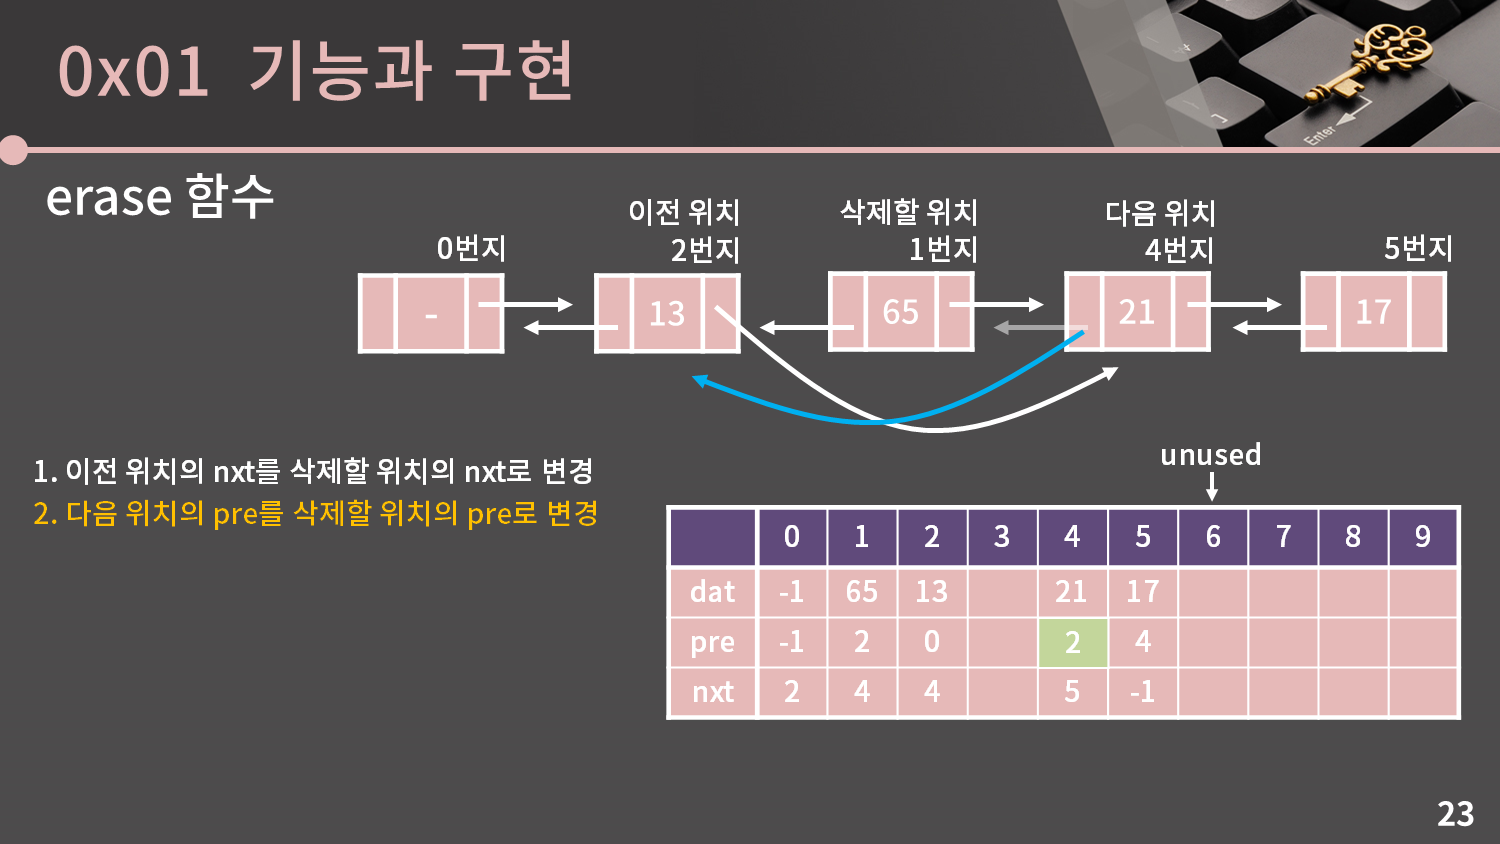 0x01 기능과 구현
Enter
erase 함수
이전 위치 삭제할 위치 다음 위치
0번지 2번지 1번지 4번지 5번지
- 13 65 21 17
1. 이전 위치의 nxt를 삭제할 위치의 nxt로 변경
2. 다음 위치의 pre를 삭제할 위치의 pre로 변경
unused
0 1 2 3 4 5 6 7 8 9
dat -1 65 13 21 17
pre -1 2 0 2 4
nxt 2 4 4 5 -1
23